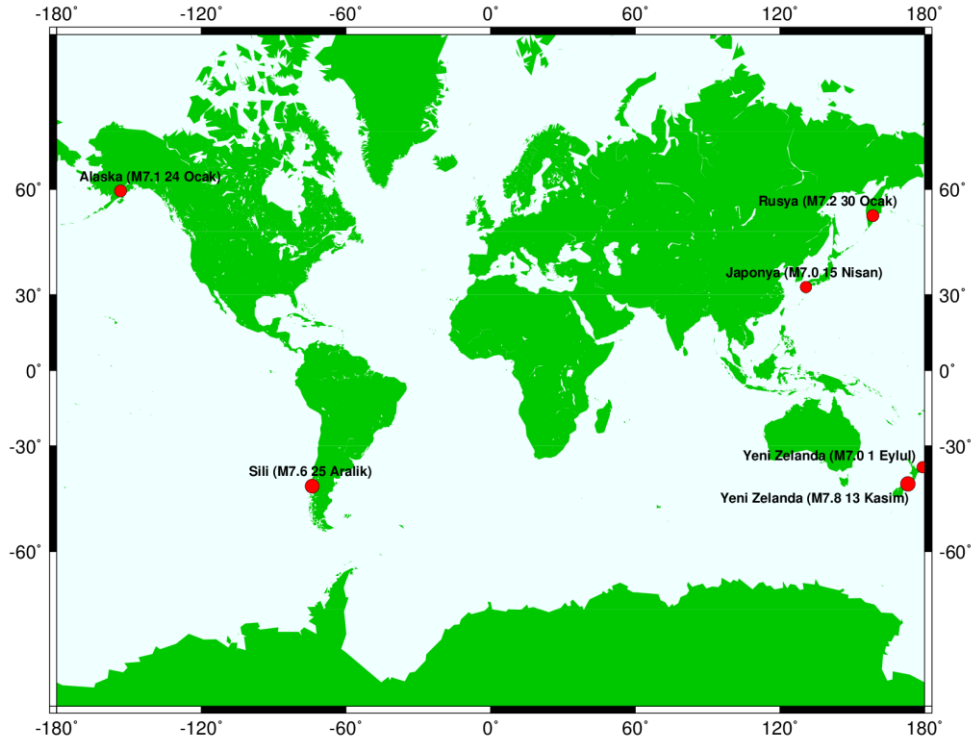 -180° -120° -60° 0° 60° 120° 180°
Alaska (M7.1 24 Ocak)
60° 60°
Rusya (M7.2 30 Ocak)
Japonya (M7.0 15 Nisan)
30° 30°
0° 0°
-30° -30°
Yeni Zelanda (M7.0 1 Eylul)
Sili (M7.6 25 Aralik)
Yeni Zelanda (M7.8 13 Kasim)
-60° -60°
-180 -120° -60° 0° 60° 120° 180°